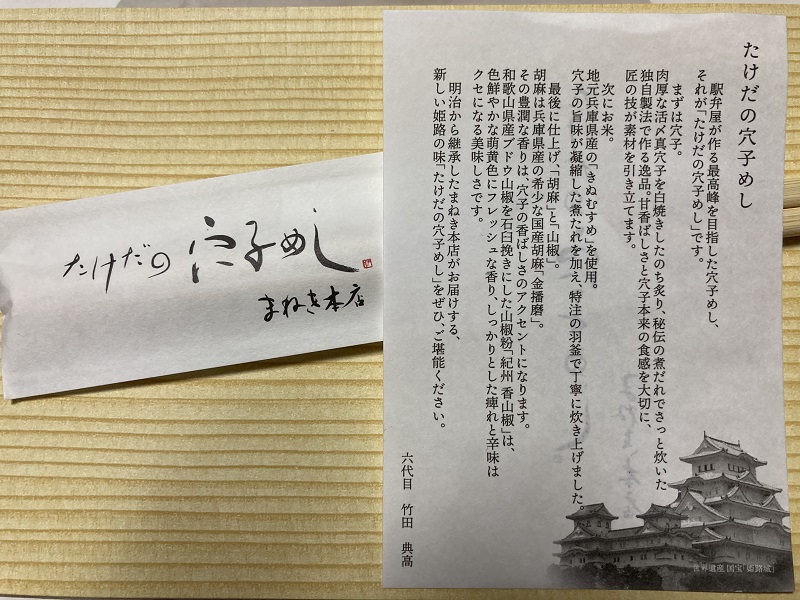 たけだの穴子めし
駅弁屋が作る最高峰を目指した穴子めし、
それが「たけだの穴子めし」です。
まずは穴子。
肉厚な活〆真穴子を白焼きしたのち炙り、秘伝の煮だれでさっと炊いた
独自製法で作る逸品。甘香ばしさと穴子本来の食感を大切に、
匠の技が素材を引き立てます。
次にお米。
地元兵庫県産の「きぬむすめ」を使用。
穴子の旨味が凝縮した煮たれを加え、特注の羽釜で丁寧に炊き上げました。
最後に仕上げ、「胡麻」と「山椒」。
胡麻は兵庫県産の希少な国産胡麻「金播磨」。
その豊潤な香りは、穴子の香ばしさのアクセントになります。
和歌山県産ブドウ山椒を石臼挽きにした山椒粉「紀州 香山椒」は、
色鮮やかな萌黄色にフレッシュな香り、しっかりとした痺れと辛味は
クセになる美味しさです。
明治から継承したまねき本店がお届けする、
新しい姫路の味「たけだの穴子めし」をぜひ、ご堪能ください。
六代目 竹田 典高
世界遺産 国宝「姫路城」
たけだの穴子めし
まねき本店